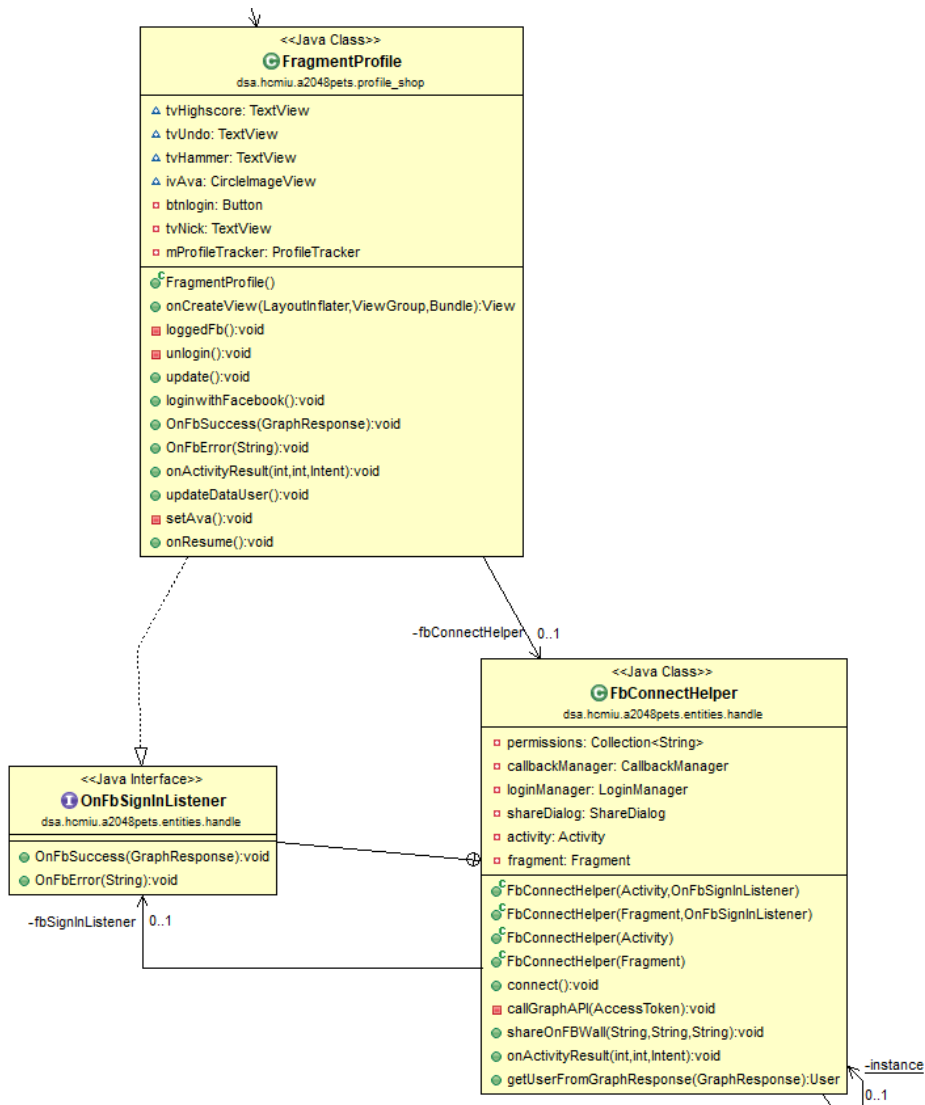 <<Java Class>>
FragmentProfile
dsa.hcmiu.a2048pets.profile_shop
tvHighscore: TextView
tvUndo: TextView
tvHammer: TextView
ivAva: CircleImageView
btnlogin: Button
tvNick: TextView
mProfileTracker: ProfileTracker
FragmentProfile()
onCreateView(LayoutInflater,ViewGroup,Bundle):View
loggedFb():void
unlogin():void
update():void
loginwithFacebook():void
OnFbSuccess(GraphResponse):void
OnFbError(String):void
onActivityResult(int,int,Intent):void
updateDataUser():void
setAva():void
onResume():void
-fbConnectHelper 0..1
<<Java Class>>
FbConnectHelper
dsa.hcmiu.a2048pets.entities.handle
permissions: Collection<String>
callbackManager: CallbackManager
loginManager: LoginManager
shareDialog: ShareDialog
activity: Activity
fragment: Fragment
FbConnectHelper(Activity,OnFbSignInListener)
FbConnectHelper(Fragment,OnFbSignInListener)
FbConnectHelper(Activity)
FbConnectHelper(Fragment)
connect():void
callGraphAPI(AccessToken):void
shareOnFBWall(String,String,String):void
onActivityResult(int,int,Intent):void
getUserFromGraphResponse(GraphResponse):User
<<Java Interface>>
OnFbSignInListener
dsa.hcmiu.a2048pets.entities.handle
OnFbSuccess(GraphResponse):void
OnFbError(String):void
-fbSignInListener 0..1
-instance
0..1